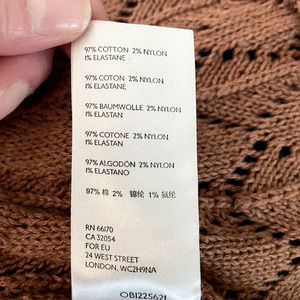 97% COTTON 2% NYLON
1% ELASTANE
97% COTON 2% NYLON
1% ELASTANE
97% BAUMWOLLE 2% NYLON
1% ELASTAN
97% COTONE 2% NYLON
1% ELASTAN
97% ALGODÓN 2% NYLON
1% ELASTANO
97% 棉 2% 锦纶 1% 氨纶
RN 66170
CA 32054
FOR EU
24 WEST STREET
LONDON, WC2H9NA
OB1225621